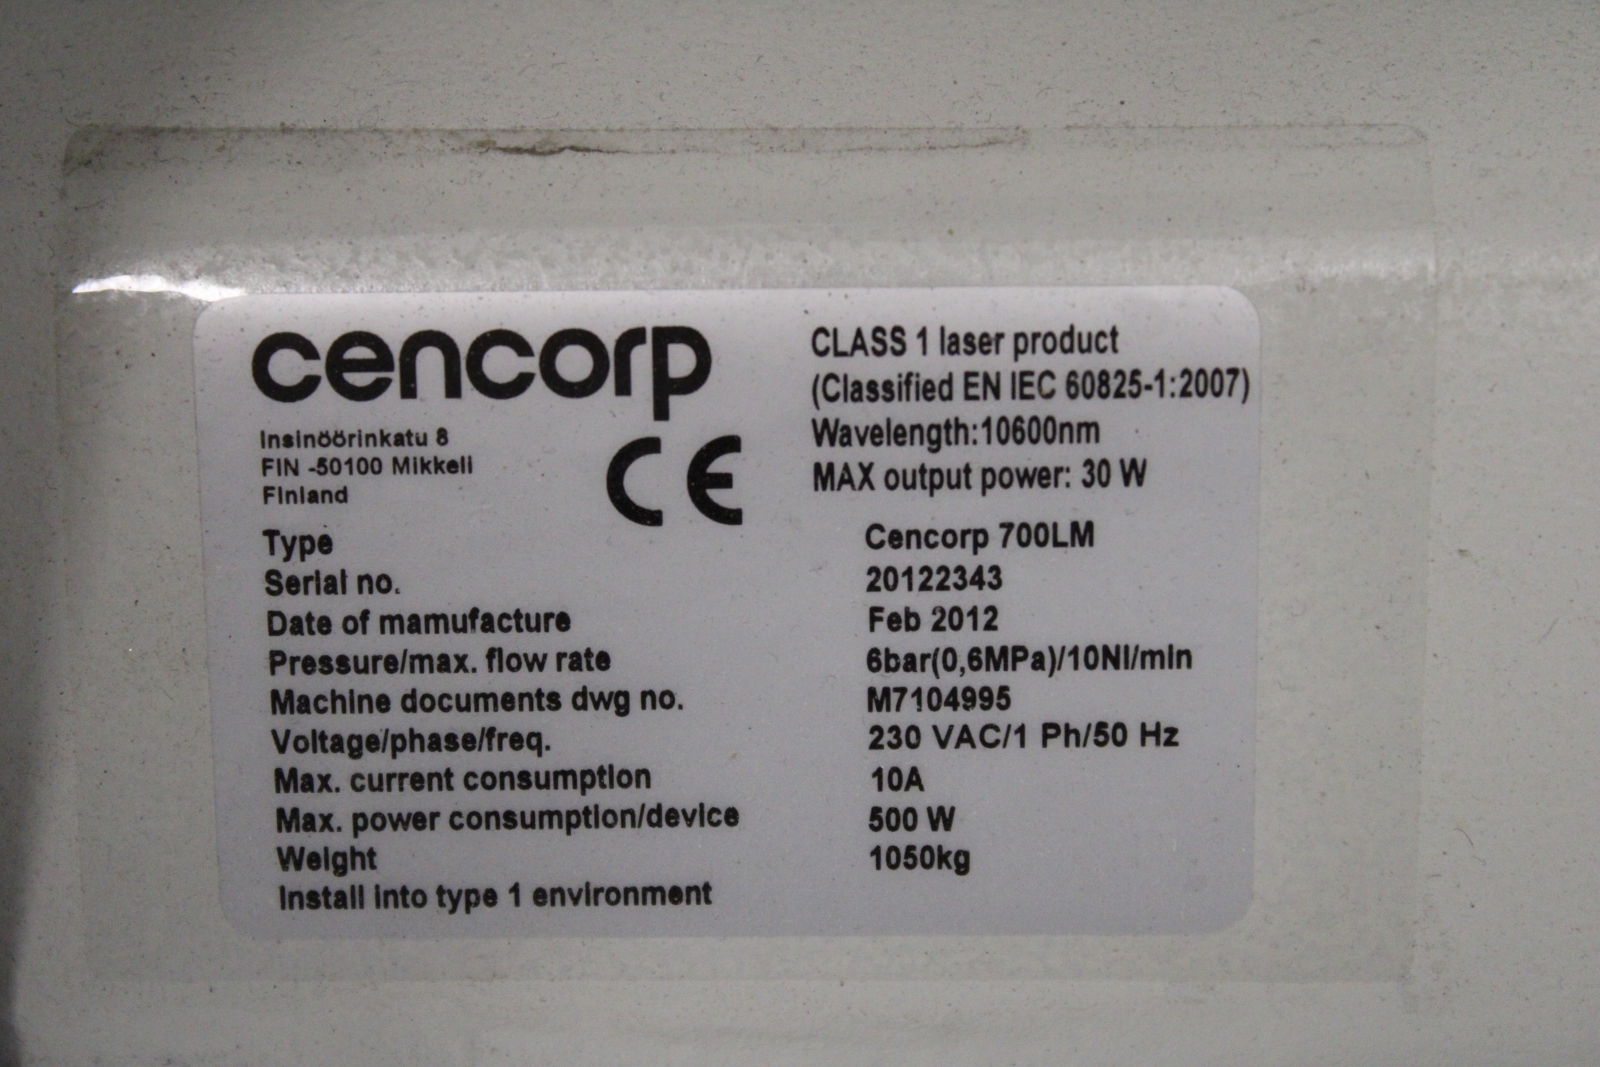 cencorp
Insinöörinkatu 8
FIN -50100 Mikkeli
Finland
CE
CLASS 1 laser product
(Classified EN IEC 60825-1:2007)
Wavelength:10600nm
MAX output power: 30 W
Type Cencorp 700LM
Serial no. 20122343
Date of mamufacture Feb 2012
Pressure/max. flow rate 6bar(0,6MPa)/10Nl/min
Machine documents dwg no. M7104995
Voltage/phase/freq. 230 VAC/1 Ph/50 Hz
Max. current consumption 10A
Max. power consumption/device 500 W
Weight 1050kg
Install into type 1 environment